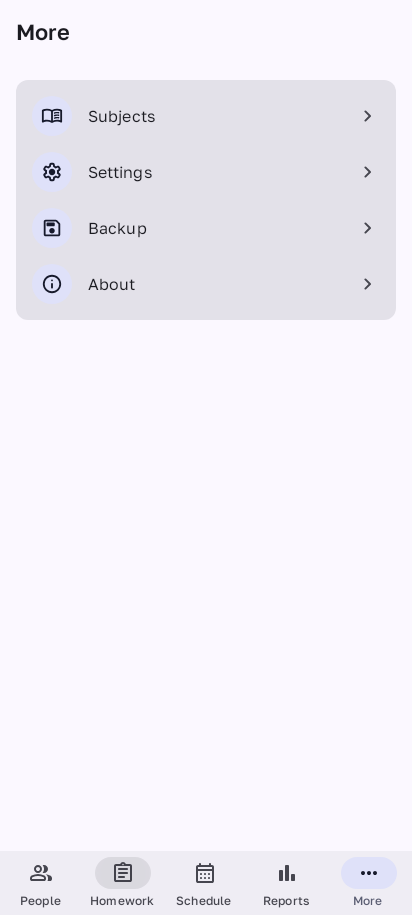 More
Subjects
Settings
Backup
About
People
Homework
Schedule
Reports
More